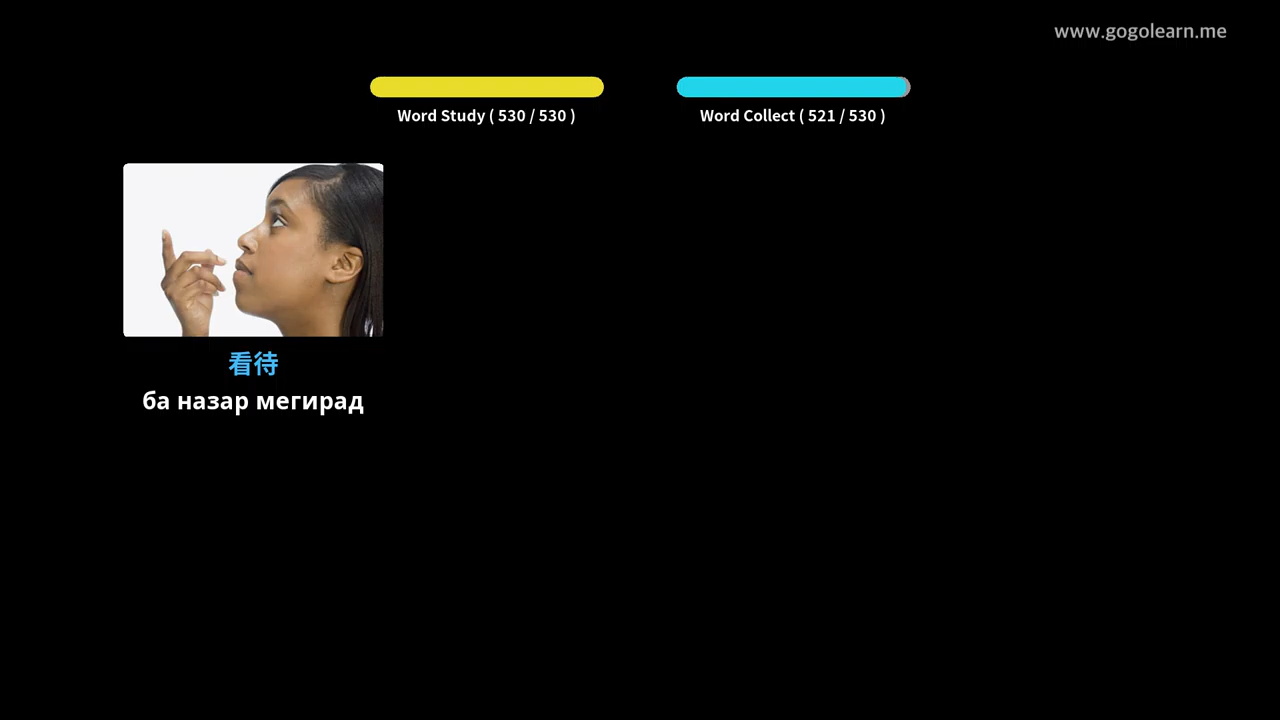 www.gogolearn.me
Word Study ( 530 / 530 )
Word Collect ( 521 / 530 )
看待
ба назар мегирад